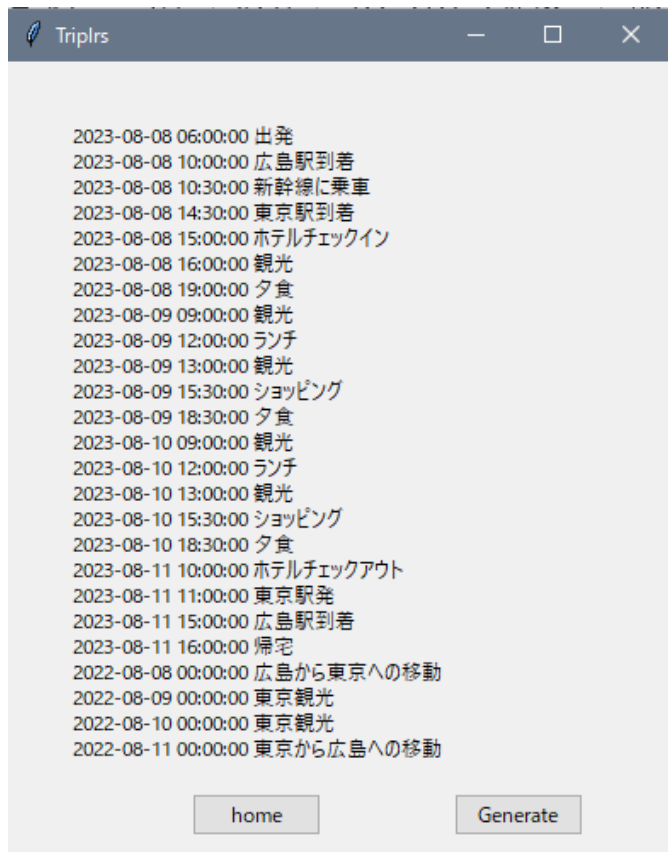 Triplrs
2023-08-08 06:00:00 出発
2023-08-08 10:00:00 広島駅到着
2023-08-08 10:30:00 新幹線に乗車
2023-08-08 14:30:00 東京駅到着
2023-08-08 15:00:00 ホテルチェックイン
2023-08-08 16:00:00 観光
2023-08-08 19:00:00 夕食
2023-08-09 09:00:00 観光
2023-08-09 12:00:00 ランチ
2023-08-09 13:00:00 観光
2023-08-09 15:30:00 ショッピング
2023-08-09 18:30:00 夕食
2023-08-10 09:00:00 観光
2023-08-10 12:00:00 ランチ
2023-08-10 13:00:00 観光
2023-08-10 15:30:00 ショッピング
2023-08-10 18:30:00 夕食
2023-08-11 10:00:00 ホテルチェックアウト
2023-08-11 11:00:00 東京駅発
2023-08-11 15:00:00 広島駅到着
2023-08-11 16:00:00 帰宅
2022-08-08 00:00:00 広島から東京への移動
2022-08-09 00:00:00 東京観光
2022-08-10 00:00:00 東京観光
2022-08-11 00:00:00 東京から広島への移動
home Generate